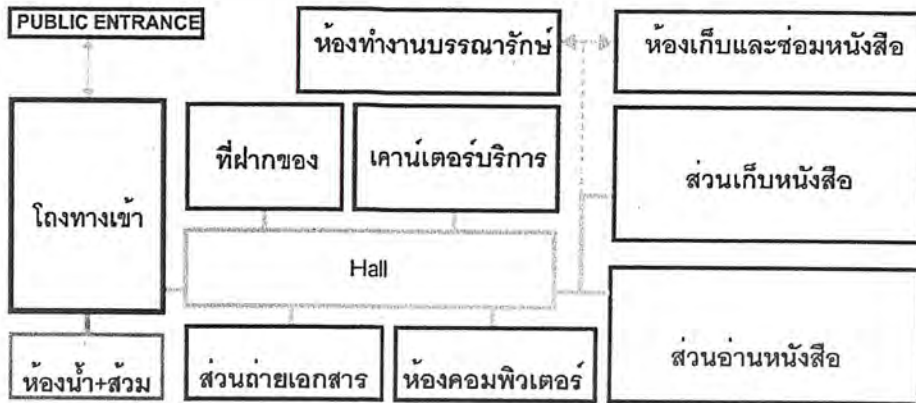 PUBLIC ENTRANCE
ห้องทำงานบรรณารักษ์
ห้องเก็บและซ่อมหนังสือ
ที่ฝากของ
เคาน์เตอร์บริการ
ส่วนเก็บหนังสือ
โถงทางเข้า
Hall
ส่วนอ่านหนังสือ
ห้องน้ำ+ส้วม
ส่วนถ่ายเอกสาร
ห้องคอมพิวเตอร์